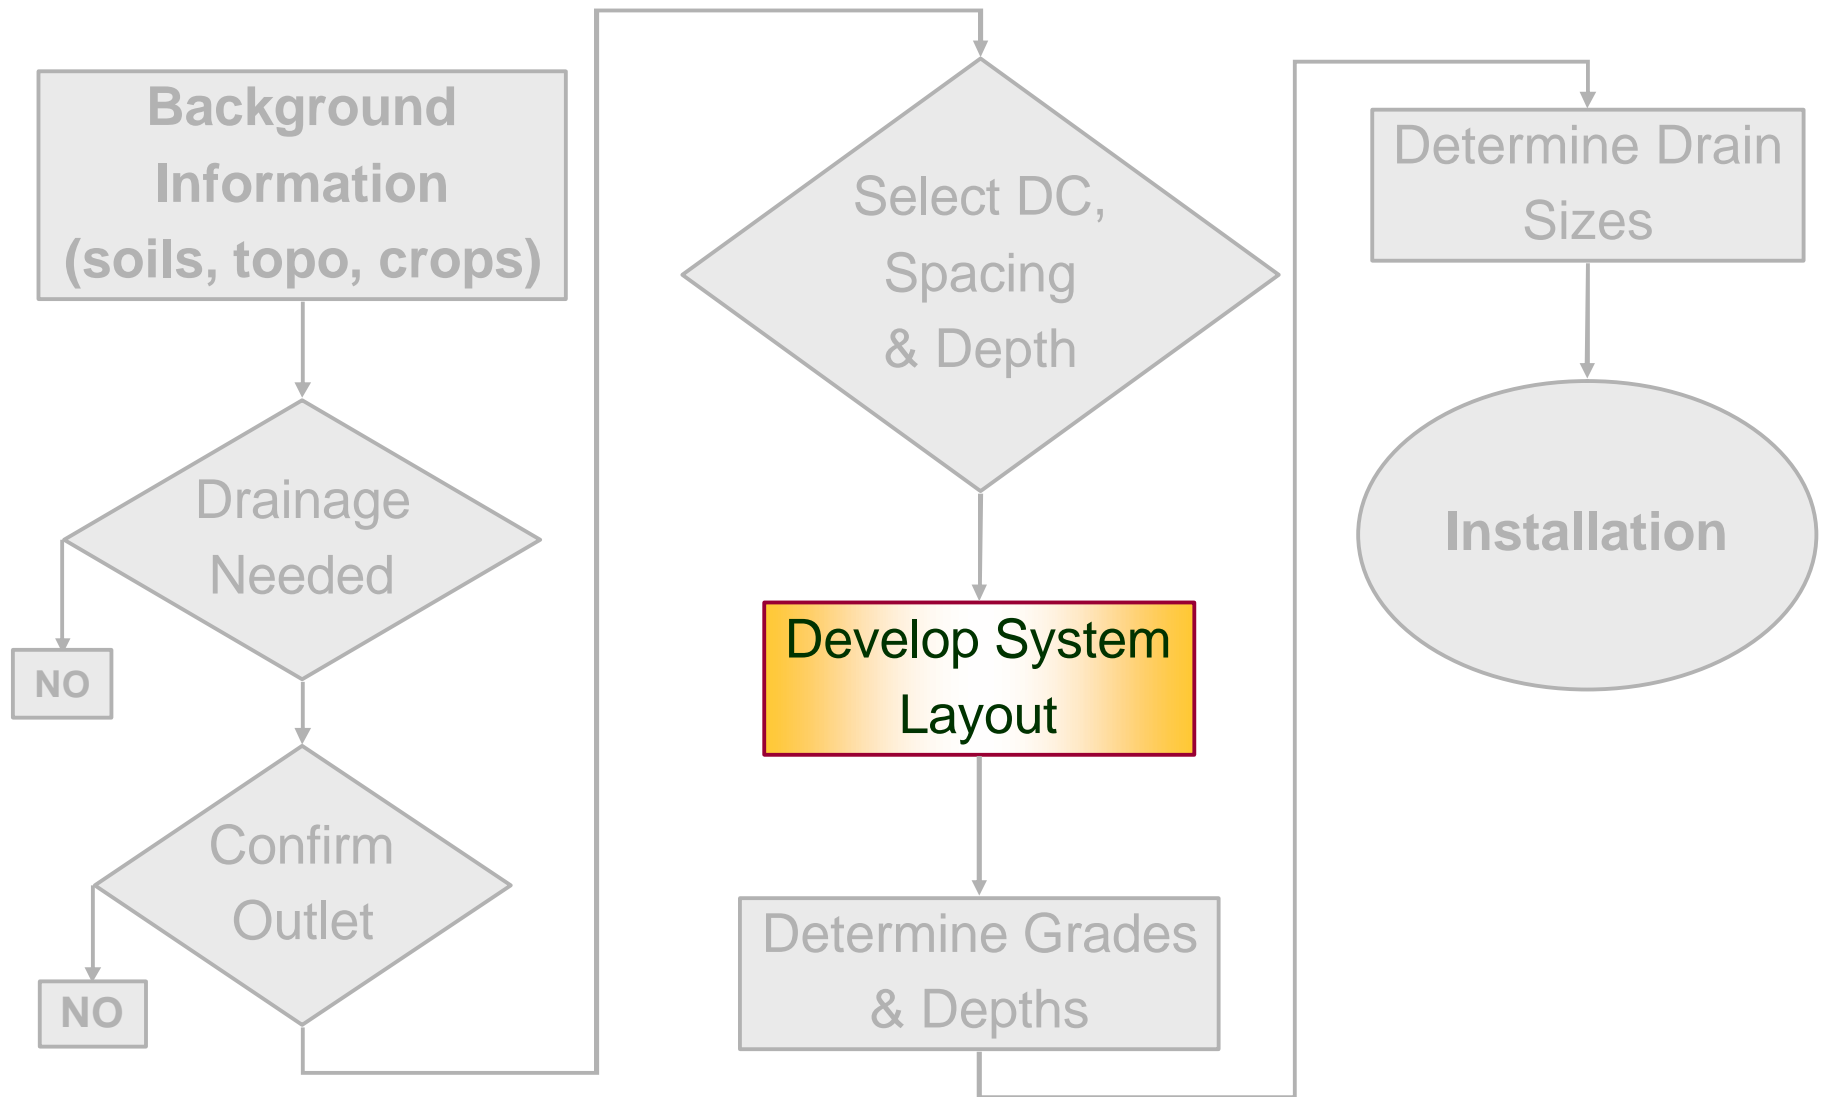 Background
Information
(soils, topo, crops)
Drainage
Needed
NO
Confirm
Outlet
NO
Select DC,
Spacing
& Depth
Develop System
Layout
Determine Grades
& Depths
Determine Drain
Sizes
Installation